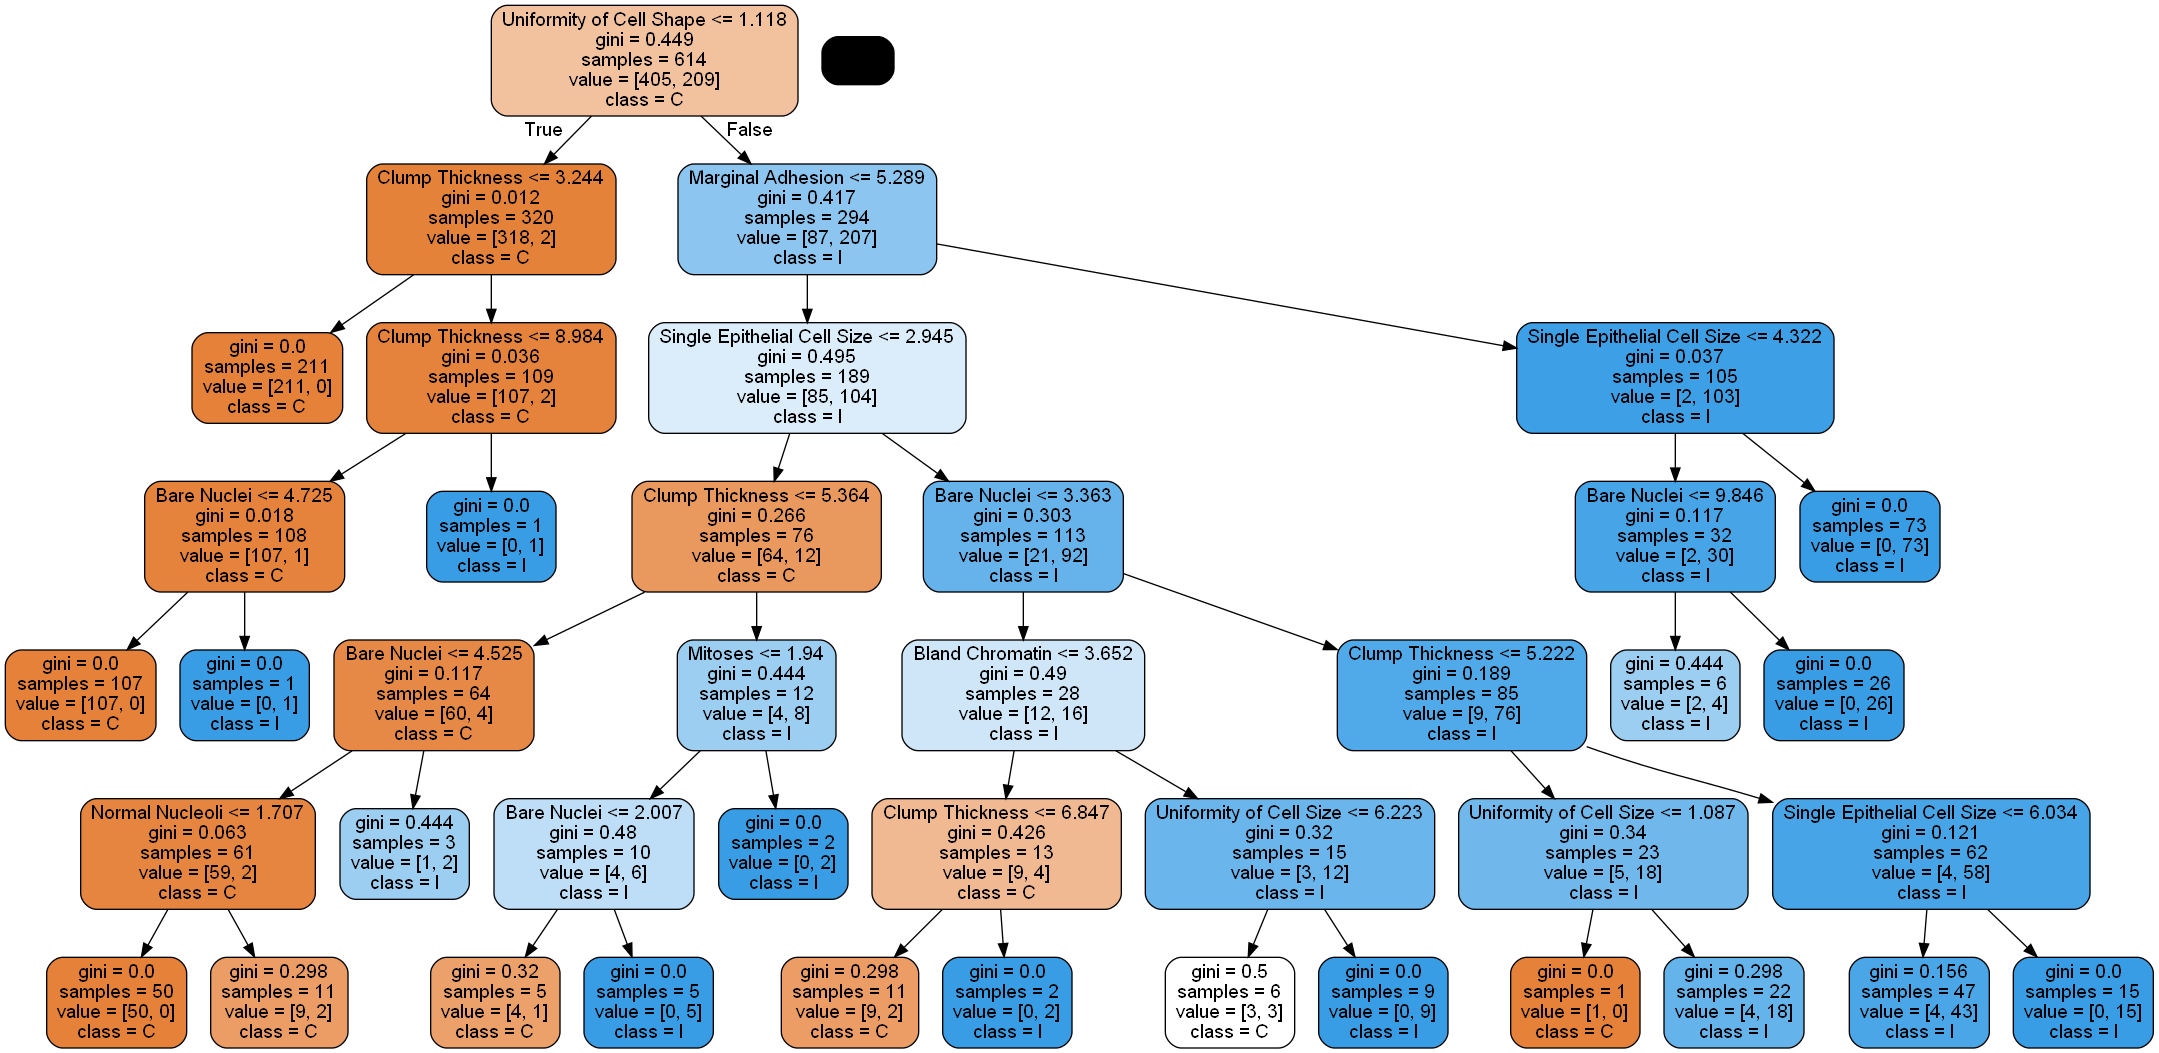 Uniformity of Cell Shape <= 1.118
gini = 0.449
samples = 614
value = [405, 209]
class = C
True
False
Clump Thickness <= 3.244
gini = 0.012
samples = 320
value = [318, 2]
class = C
Marginal Adhesion <= 5.289
gini = 0.417
samples = 294
value = [87, 207]
class = I
gini = 0.0
samples = 211
value = [211, 0]
class = C
Clump Thickness <= 8.984
gini = 0.036
samples = 109
value = [107, 2]
class = C
Single Epithelial Cell Size <= 2.945
gini = 0.495
samples = 189
value = [85, 104]
class = I
Single Epithelial Cell Size <= 4.322
gini = 0.037
samples = 105
value = [2, 103]
class = I
Bare Nuclei <= 4.725
gini = 0.018
samples = 108
value = [107, 1]
class = C
gini = 0.0
samples = 1
value = [0, 1]
class = I
Clump Thickness <= 5.364
gini = 0.266
samples = 76
value = [64, 12]
class = C
Bare Nuclei <= 3.363
gini = 0.303
samples = 113
value = [21, 92]
class = I
Bare Nuclei <= 9.846
gini = 0.117
samples = 32
value = [2, 30]
class = I
gini = 0.0
samples = 73
value = [0, 73]
class = I
gini = 0.0
samples = 107
value = [107, 0]
class = C
gini = 0.0
samples = 1
value = [0, 1]
class = I
Bare Nuclei <= 4.525
gini = 0.117
samples = 64
value = [60, 4]
class = C
Mitoses <= 1.94
gini = 0.444
samples = 12
value = [4, 8]
class = I
Bland Chromatin <= 3.652
gini = 0.49
samples = 28
value = [12, 16]
class = I
Clump Thickness <= 5.222
gini = 0.189
samples = 85
value = [9, 76]
class = I
gini = 0.444
samples = 6
value = [2, 4]
class = I
gini = 0.0
samples = 26
value = [0, 26]
class = I
Normal Nucleoli <= 1.707
gini = 0.063
samples = 61
value = [59, 2]
class = C
gini = 0.444
samples = 3
value = [1, 2]
class = I
Bare Nuclei <= 2.007
gini = 0.48
samples = 10
value = [4, 6]
class = I
gini = 0.0
samples = 2
value = [0, 2]
class = I
Clump Thickness <= 6.847
gini = 0.426
samples = 13
value = [9, 4]
class = C
Uniformity of Cell Size <= 6.223
gini = 0.32
samples = 15
value = [3, 12]
class = I
Uniformity of Cell Size <= 1.087
gini = 0.34
samples = 23
value = [5, 18]
class = I
Single Epithelial Cell Size <= 6.034
gini = 0.121
samples = 62
value = [4, 58]
class = I
gini = 0.0
samples = 50
value = [50, 0]
class = C
gini = 0.298
samples = 11
value = [9, 2]
class = C
gini = 0.32
samples = 5
value = [4, 1]
class = C
gini = 0.0
samples = 5
value = [0, 5]
class = I
gini = 0.298
samples = 11
value = [9, 2]
class = C
gini = 0.0
samples = 2
value = [0, 2]
class = I
gini = 0.5
samples = 6
value = [3, 3]
class = C
gini = 0.0
samples = 9
value = [0, 9]
class = I
gini = 0.0
samples = 1
value = [1, 0]
class = C
gini = 0.298
samples = 22
value = [4, 18]
class = I
gini = 0.156
samples = 47
value = [4, 43]
class = I
gini = 0.0
samples = 15
value = [0, 15]
class = I